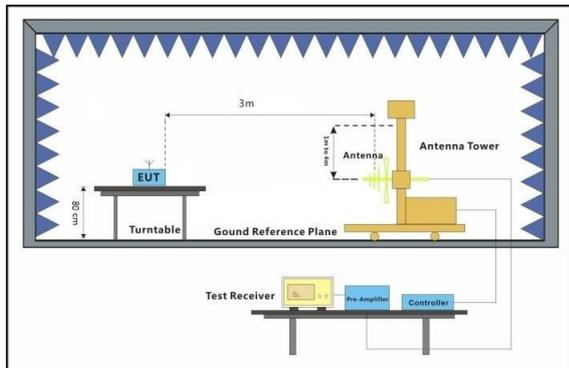 3m
1m to 4m
Antenna
Antenna Tower
EUT
80 cm
Turntable
Gound Reference Plane
Test Receiver
Pre-Amplifier
Controller